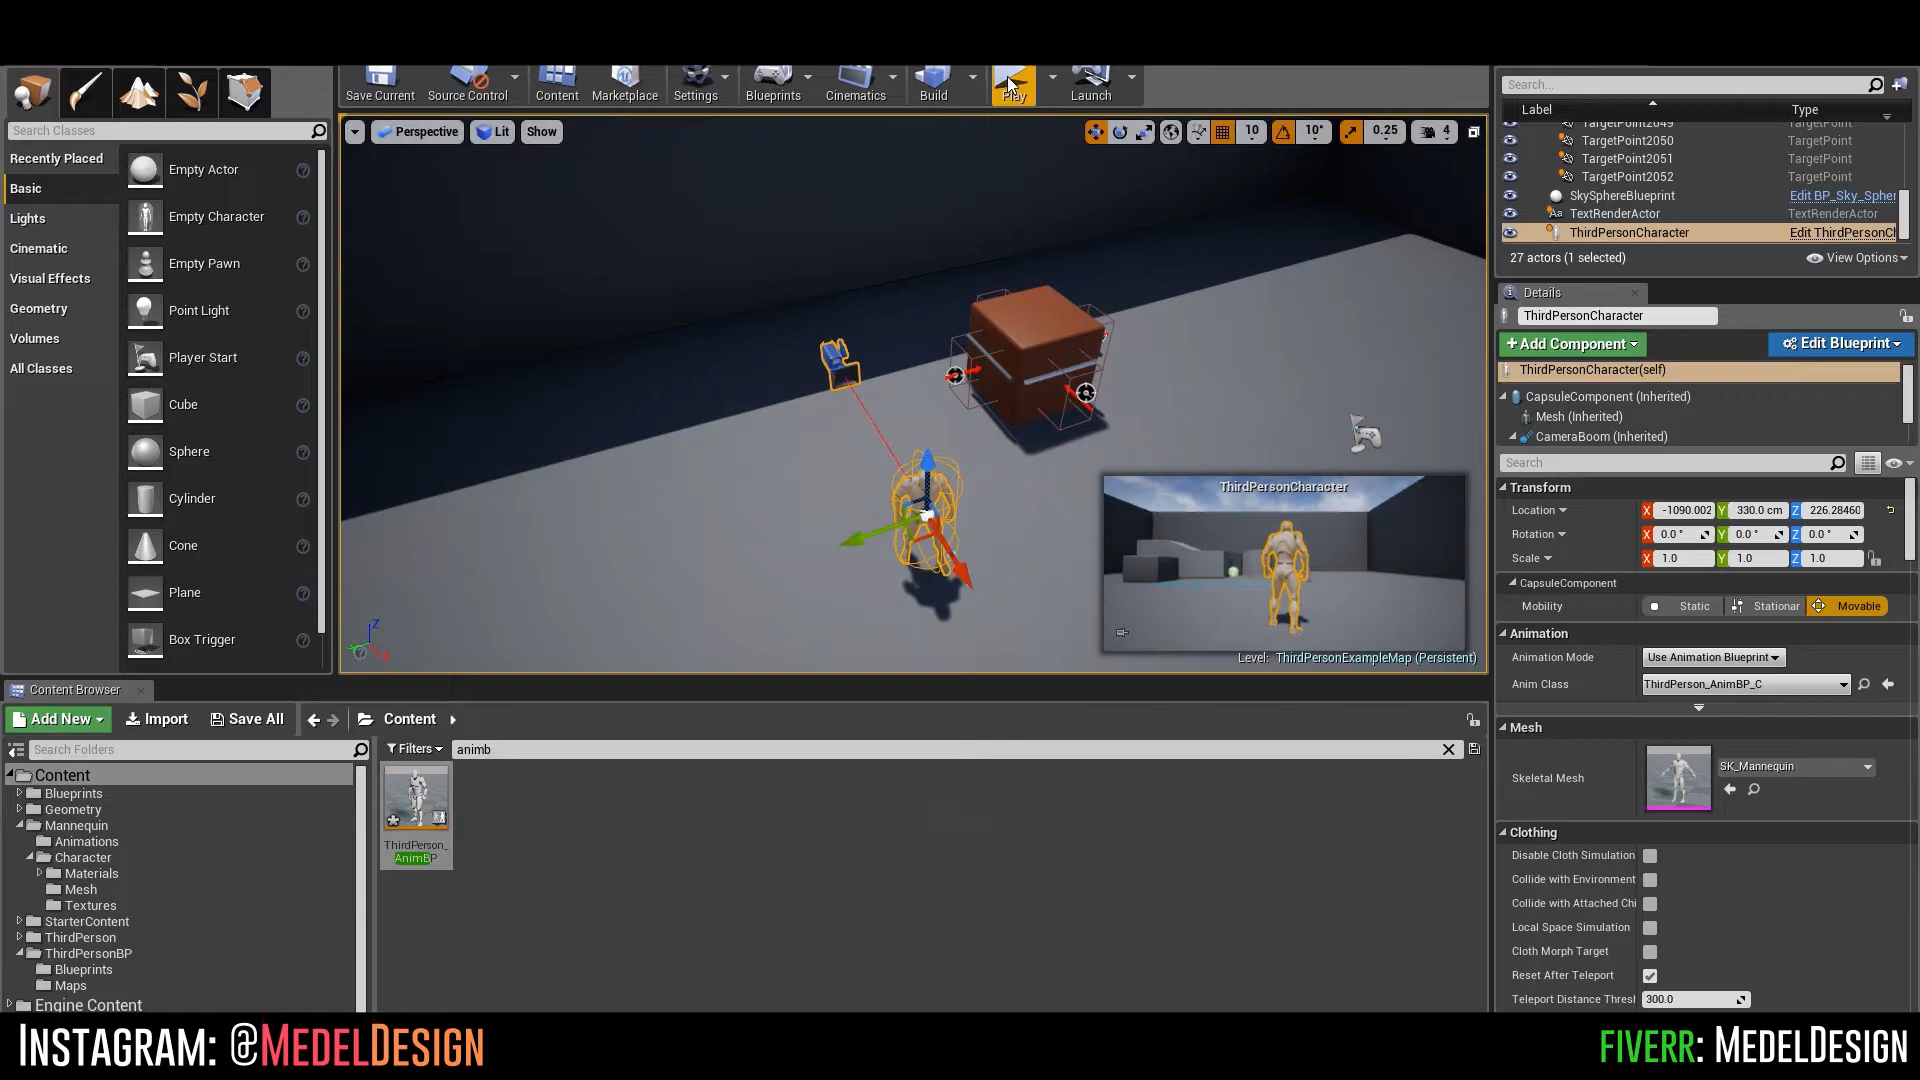 Save Current
Source Control
Content
Marketplace
Settings
Blueprints
Cinematics
Build
Play
Launch
Search Classes
Recently Placed
Basic
Lights
Cinematic
Visual Effects
Geometry
Volumes
All Classes
Empty Actor
Empty Character
Empty Pawn
Point Light
Player Start
Cube
Sphere
Cylinder
Cone
Plane
Box Trigger
Perspective
Lit
Show
10
10°
0.25
4
Z
ThirdPersonCharacter
Level: ThirdPersonExampleMap (Persistent)
Search...
Label
Type
TargetPoint2049
TargetPoint
TargetPoint2050
TargetPoint
TargetPoint2051
TargetPoint
TargetPoint2052
TargetPoint
SkySphereBlueprint
Edit BP_Sky_Spher
TextRenderActor
TextRenderActor
ThirdPersonCharacter
Edit ThirdPersonCh
27 actors (1 selected)
View Options
Details
ThirdPersonCharacter
+Add Component
Edit Blueprint
ThirdPersonCharacter(self)
CapsuleComponent (Inherited)
Mesh (Inherited)
CameraBoom (Inherited)
Search
Transform
Location
X -1090.002 Y 330.0 cm Z 226.28460
Rotation
X 0.0 ° Y 0.0 ° Z 0.0 °
Scale
X 1.0 Y 1.0 Z 1.0
CapsuleComponent
Mobility
Static
Stationar
Movable
Animation
Animation Mode
Use Animation Blueprint
Anim Class
ThirdPerson_AnimBP_C
Mesh
Skeletal Mesh
SK_Mannequin
Clothing
Disable Cloth Simulation
Collide with Environment
Collide with Attached Chi
Local Space Simulation
Cloth Morph Target
Reset After Teleport
Teleport Distance Thresh
300.0
Content Browser
Add New
Import
Save All
Content
Search Folders
Filters
animb
Content
Blueprints
Geometry
Mannequin
Animations
Character
Materials
Mesh
Textures
StarterContent
ThirdPerson
ThirdPersonBP
Blueprints
Maps
Engine Content
ThirdPerson_
AnimBP
INSTAGRAM: @MEDELDESIGN
FIVERR: MEDELDESIGN